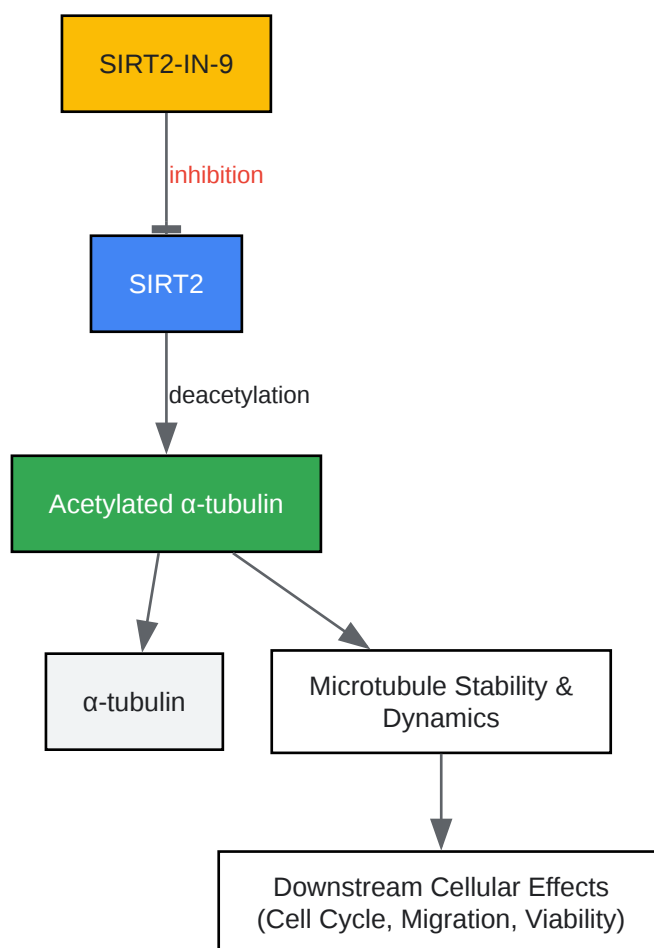 SIRT2-IN-9
inhibition
SIRT2
deacetylation
Acetylated α-tubulin
α-tubulin
Microtubule Stability &
Dynamics
Downstream Cellular Effects
(Cell Cycle, Migration, Viability)